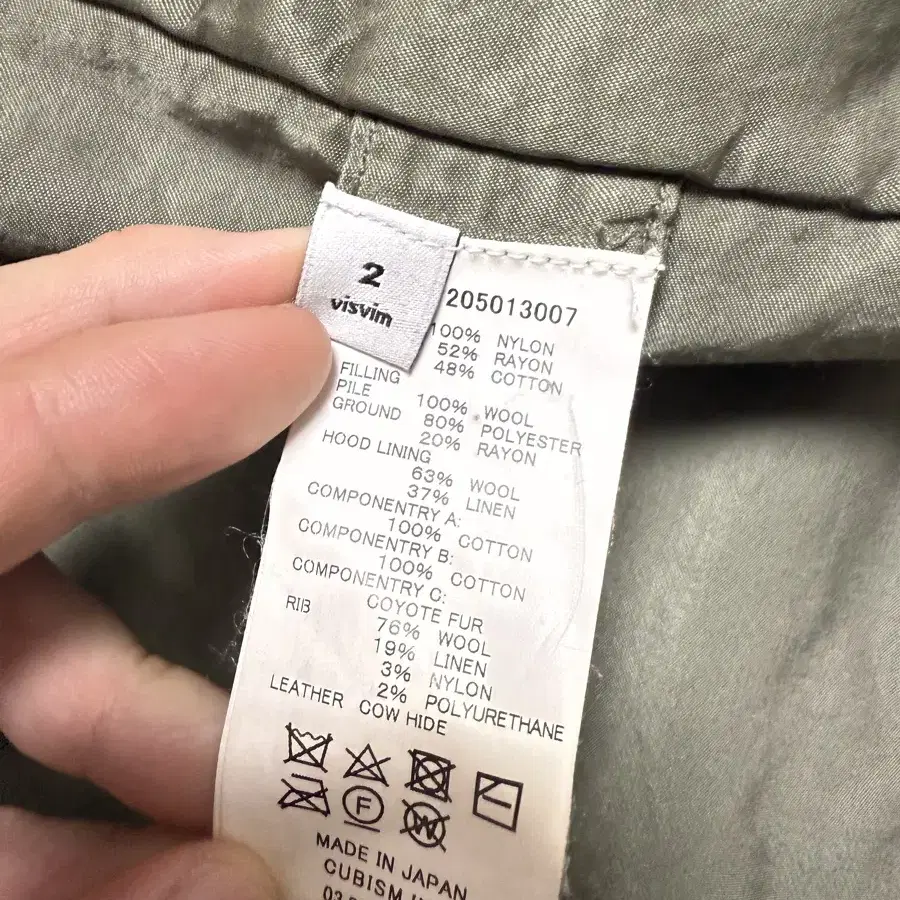 2
visvim
205013007
100% NYLON
52% RAYON
48% COTTON
FILLING
100% WOOL
PILE
80% POLYESTER
GROUND
20% RAYON
HOOD LINING
63% WOOL
37% LINEN
COMPONENTRY A:
100% COTTON
COMPONENTRY B:
100% COTTON
COMPONENTRY C:
COYOTE FUR
RIB
76% WOOL
19% LINEN
3% NYLON
2% POLYURETHANE
LEATHER COW HIDE
F
W
MADE IN JAPAN
CUBISM
03